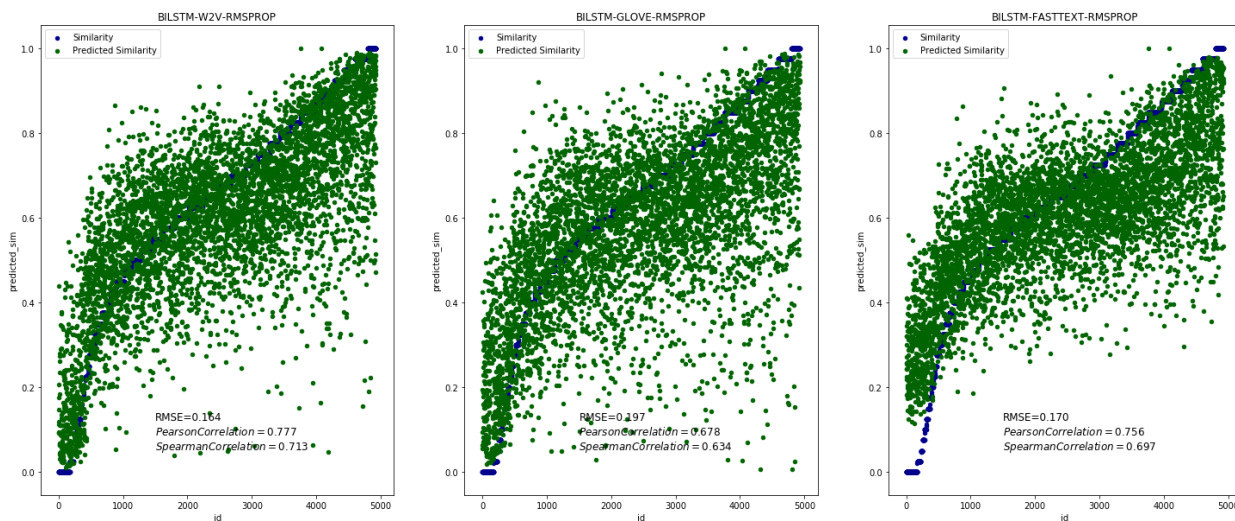 BILSTM-W2V-RMSPROP
Similarity
Predicted Similarity
predicted_sim
1.0
0.8
0.6
0.4
0.2
0.0
RMSE=0.164
PearsonCorrelation=0.777
SpearmanCorrelation=0.713
0 1000 2000 3000 4000 5000
id
BILSTM-GLOVE-RMSPROP
Similarity
Predicted Similarity
predicted_sim
1.0
0.8
0.6
0.4
0.2
0.0
RMSE=0.197
PearsonCorrelation=0.678
SpearmanCorrelation=0.634
0 1000 2000 3000 4000 5000
id
BILSTM-FASTTEXT-RMSPROP
Similarity
Predicted Similarity
predicted_sim
1.0
0.8
0.6
0.4
0.2
0.0
RMSE=0.170
PearsonCorrelation=0.756
SpearmanCorrelation=0.697
0 1000 2000 3000 4000 5000
id